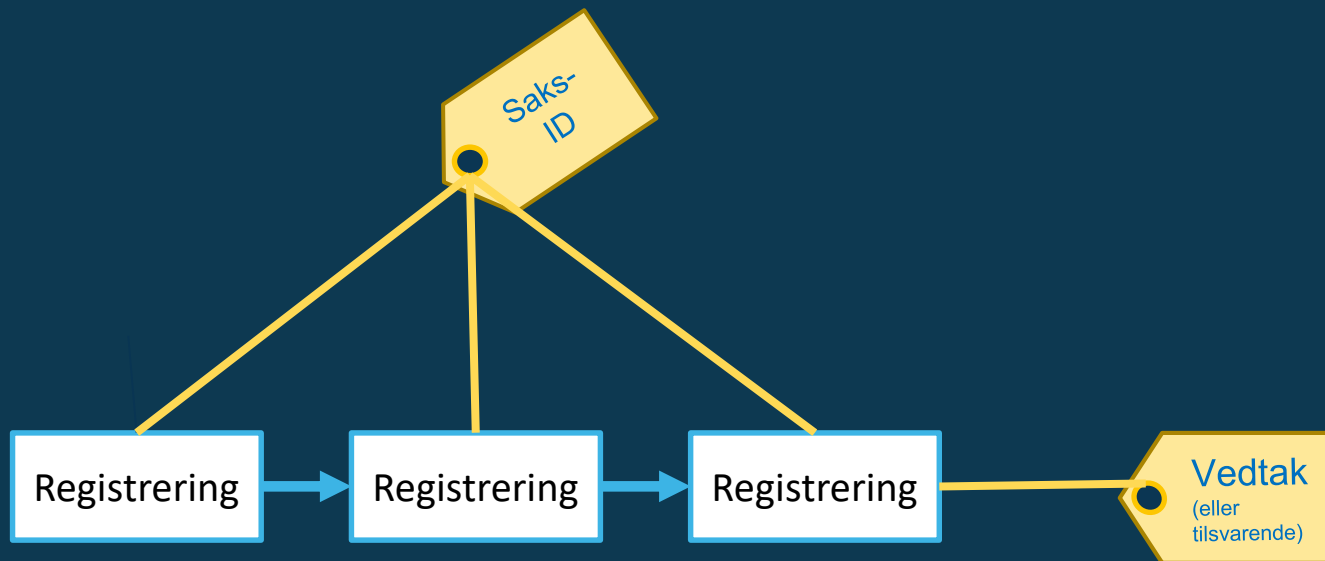 Saks-
ID
Registrering
Registrering
Registrering
Vedtak
(eller
tilsvarende)